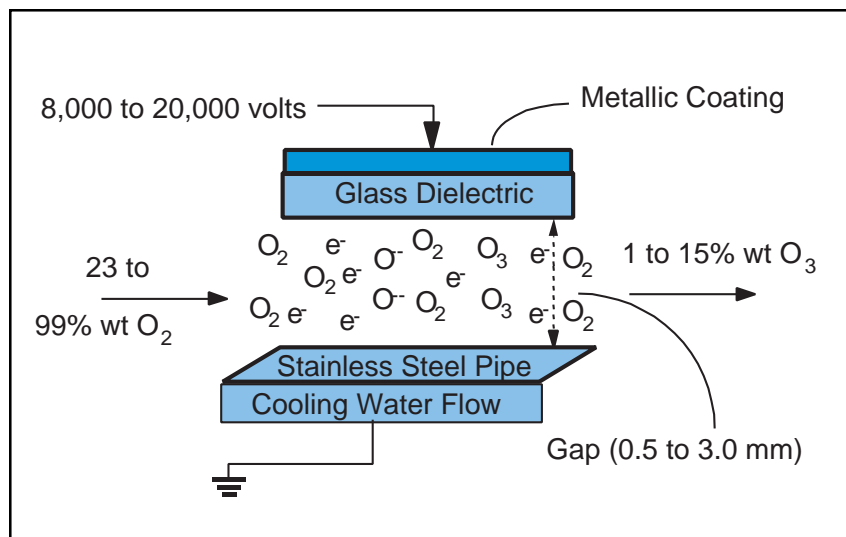 8,000 to 20,000 volts
Metallic Coating
Glass Dielectric
O₂ e⁻ O⁻⁻ O₂ O₃ e⁻ O₂
O₂ e⁻ e⁻
O₂ e⁻ e⁻ O⁻⁻ O₂ O₃ e⁻ O₂
23 to
99% wt O₂
1 to 15% wt O₃
Stainless Steel Pipe
Cooling Water Flow
Gap (0.5 to 3.0 mm)